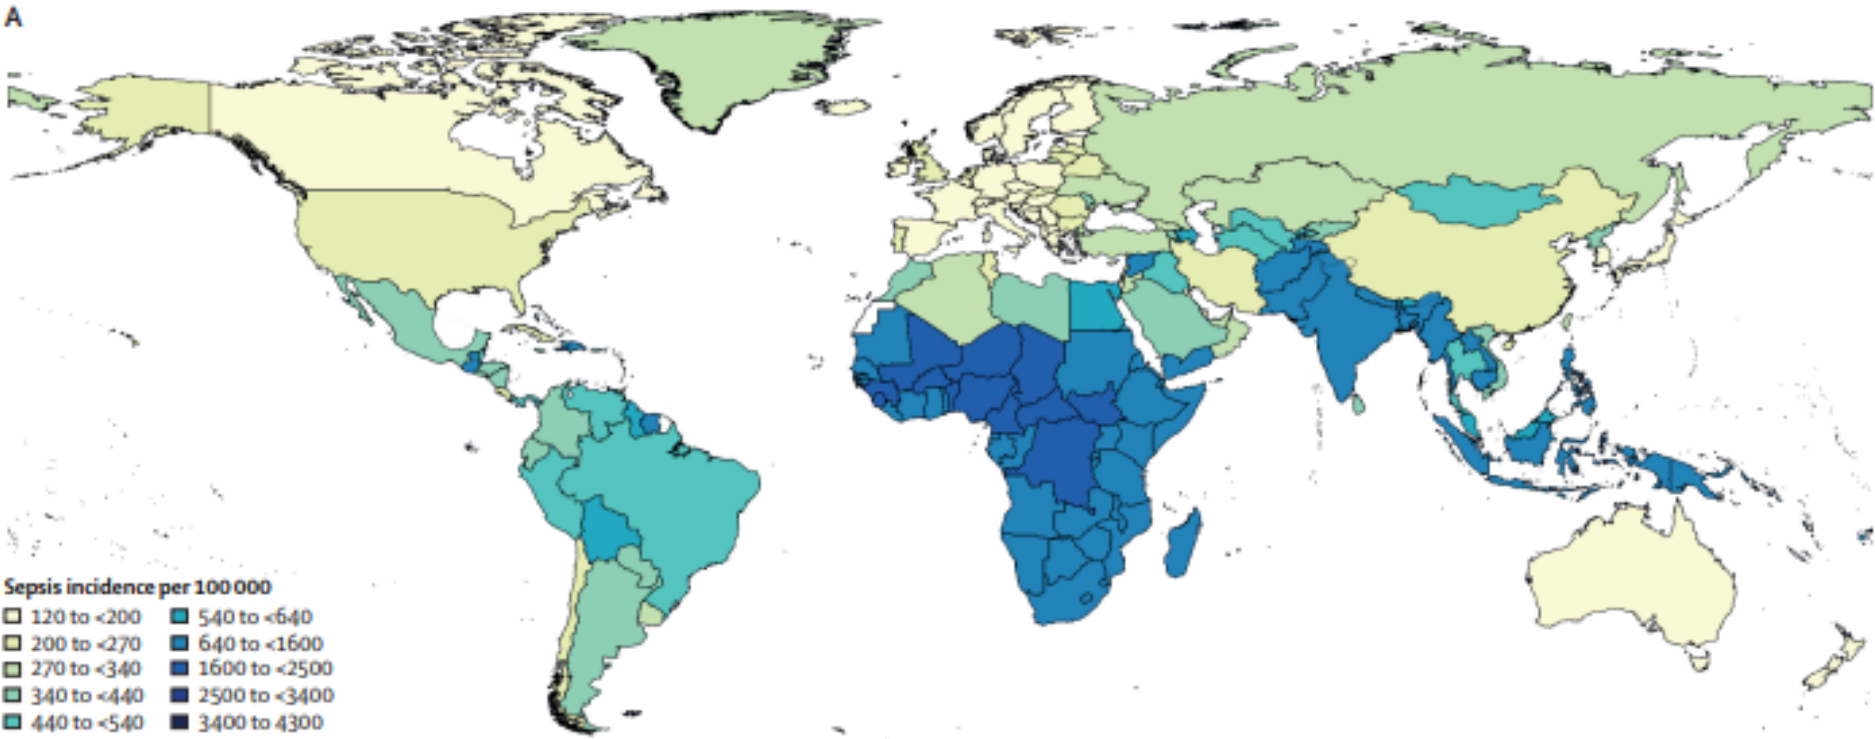 A
Sepsis incidence per 100 000
120 to <200
200 to <270
270 to <340
340 to <440
440 to <540
540 to <640
640 to <1600
1600 to <2500
2500 to <3400
3400 to 4300